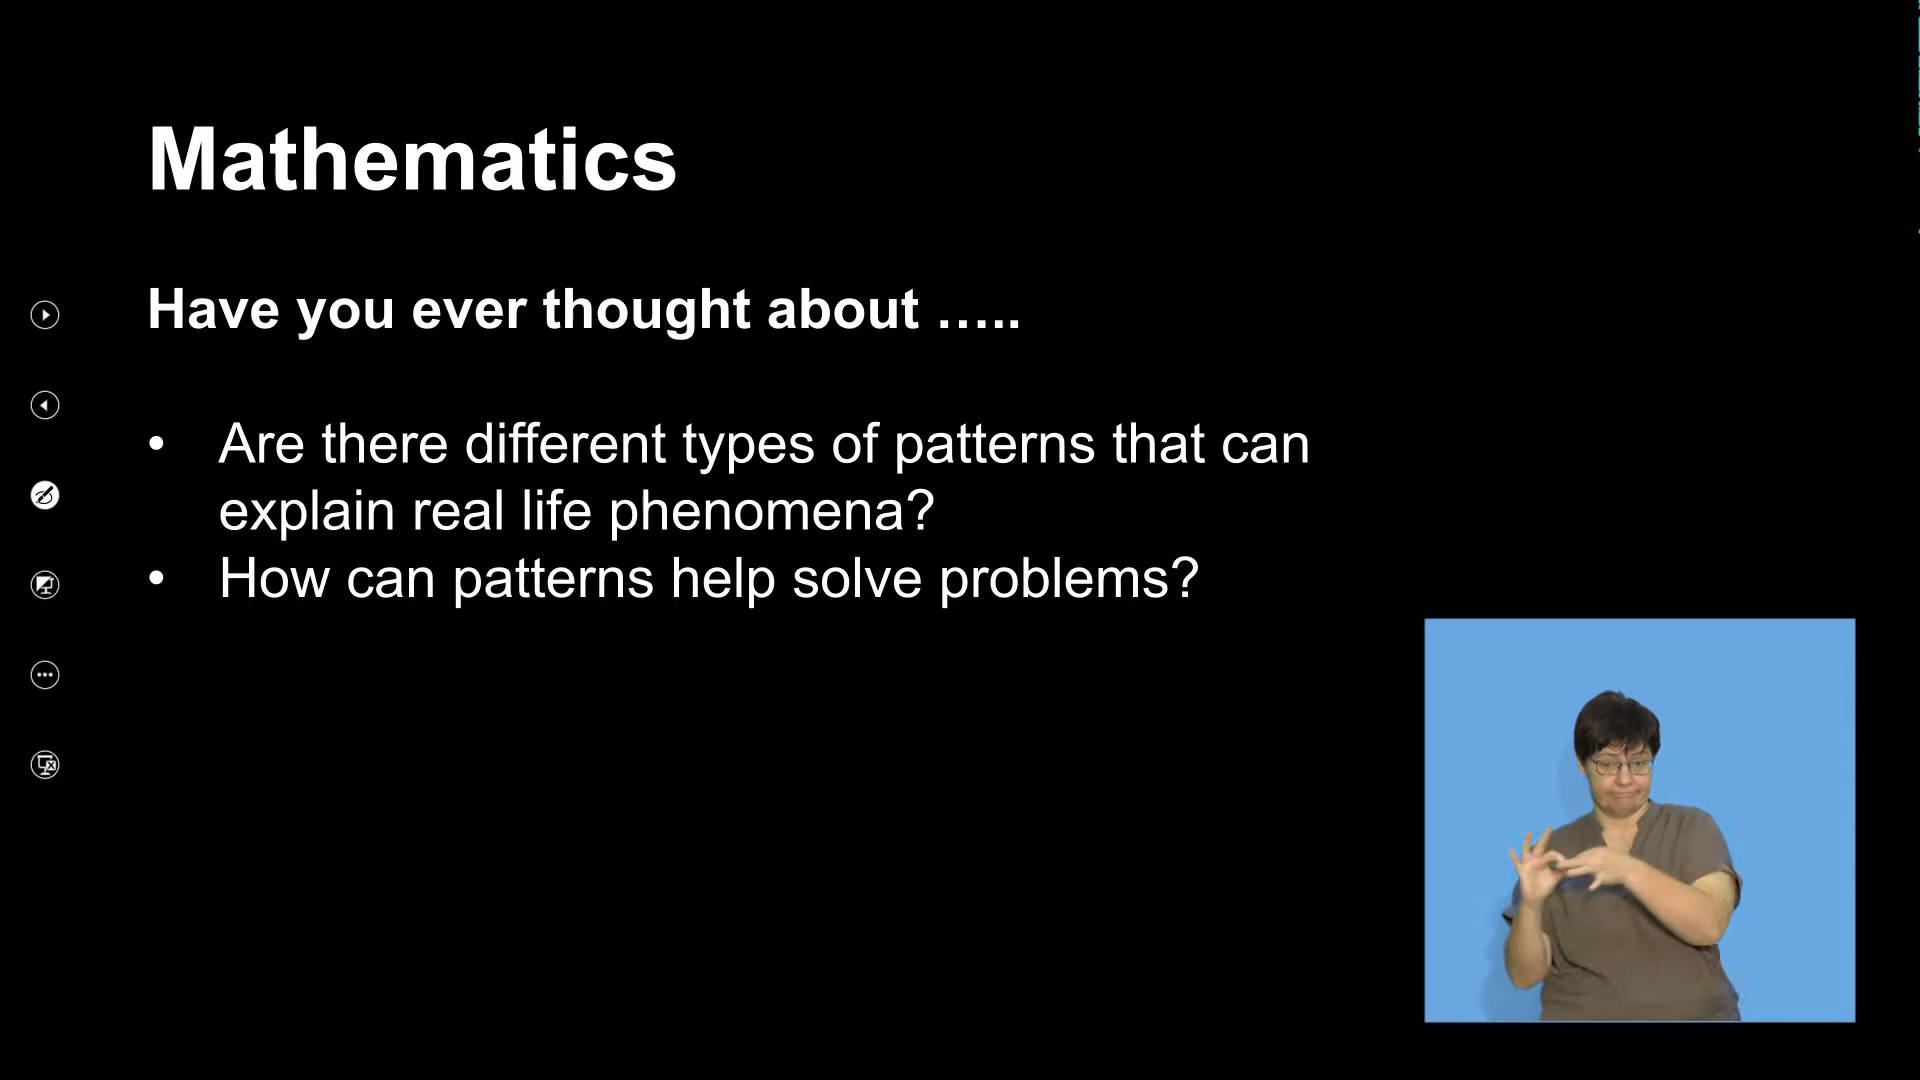 Mathematics
Have you ever thought about …..
• Are there different types of patterns that can
explain real life phenomena?
• How can patterns help solve problems?